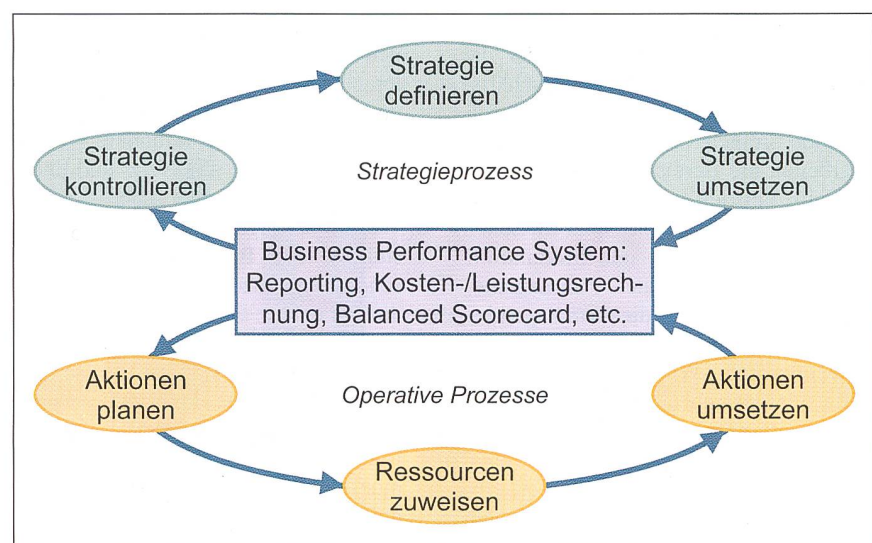 Strategie
definieren
Strategie
kontrollieren
Strategieprozess
Strategie
umsetzen
Business Performance System:
Reporting, Kosten-/Leistungsrech-
nung, Balanced Scorecard, etc.
Aktionen
planen
Operative Prozesse
Aktionen
umsetzen
Ressourcen
zuweisen